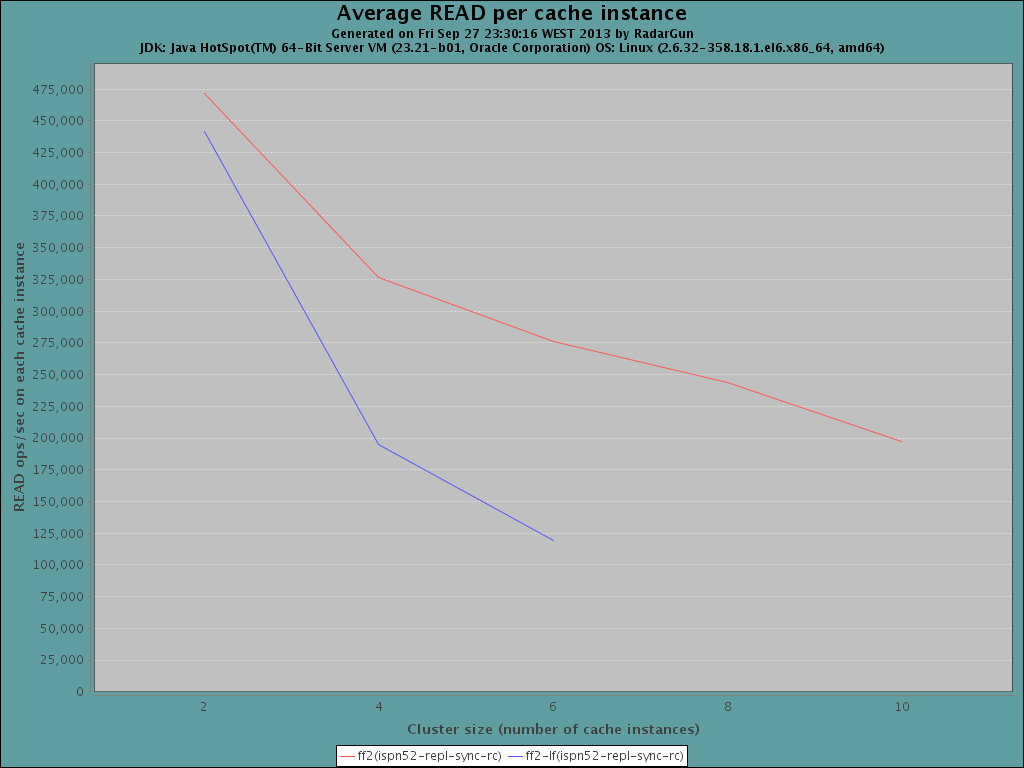 Average READ per cache instance
Generated on Fri Sep 27 23:30:16 WEST 2013 by RadarGun
JDK: Java HotSpot(TM) 64-Bit Server VM (23.21-b01, Oracle Corporation) OS: Linux (2.6.32-358.18.1.el6.x86_64, amd64)
READ ops/sec on each cache instance
475,000
450,000
425,000
400,000
375,000
350,000
325,000
300,000
275,000
250,000
225,000
200,000
175,000
150,000
125,000
100,000
75,000
50,000
25,000
0
2 4 6 8 10
Cluster size (number of cache instances)
ff2(ispn52-repl-sync-rc) ff2-lf(ispn52-repl-sync-rc)